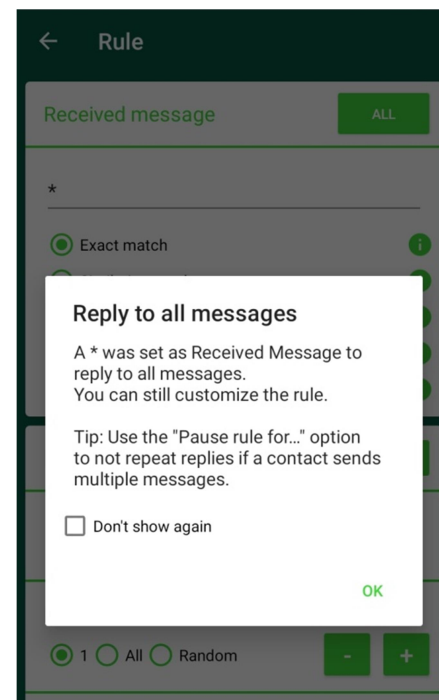 Rule
Received message
ALL
*
Exact match
Reply to all messages
A * was set as Received Message to
reply to all messages.
You can still customize the rule.
Tip: Use the "Pause rule for..." option
to not repeat replies if a contact sends
multiple messages.
Don't show again
OK
1 All Random - +